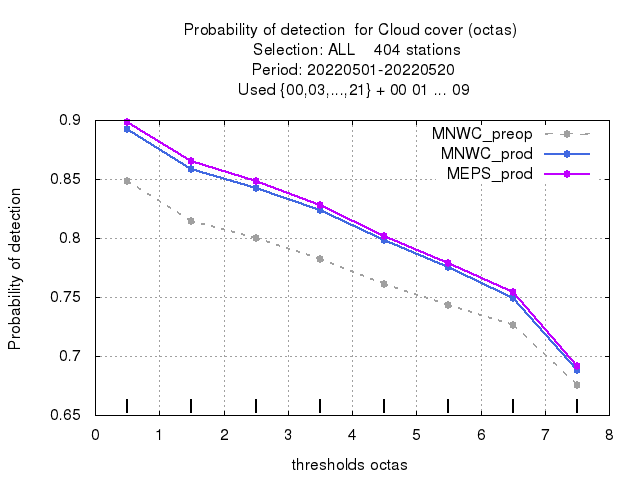 Probability of detection  for Cloud cover (octas)
Selection: ALL    404 stations
Period: 20220501-20220520
Used {00,03,...,21} + 00 01 ... 09
MNWC_preop
MNWC_prod
MEPS_prod
Probability of detection
0.9
0.85
0.8
0.75
0.7
0.65
0 1 2 3 4 5 6 7 8
thresholds octas